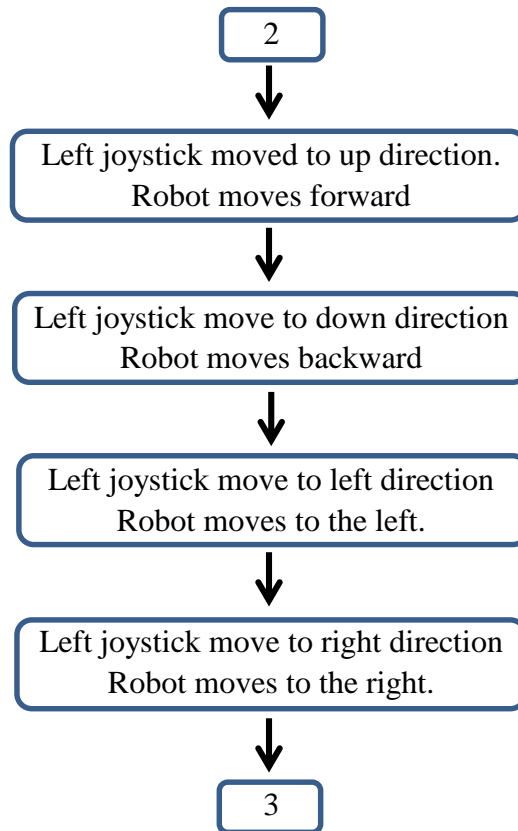 2
Left joystick moved to up direction.
Robot moves forward
Left joystick move to down direction
Robot moves backward
Left joystick move to left direction
Robot moves to the left.
Left joystick move to right direction
Robot moves to the right.
3